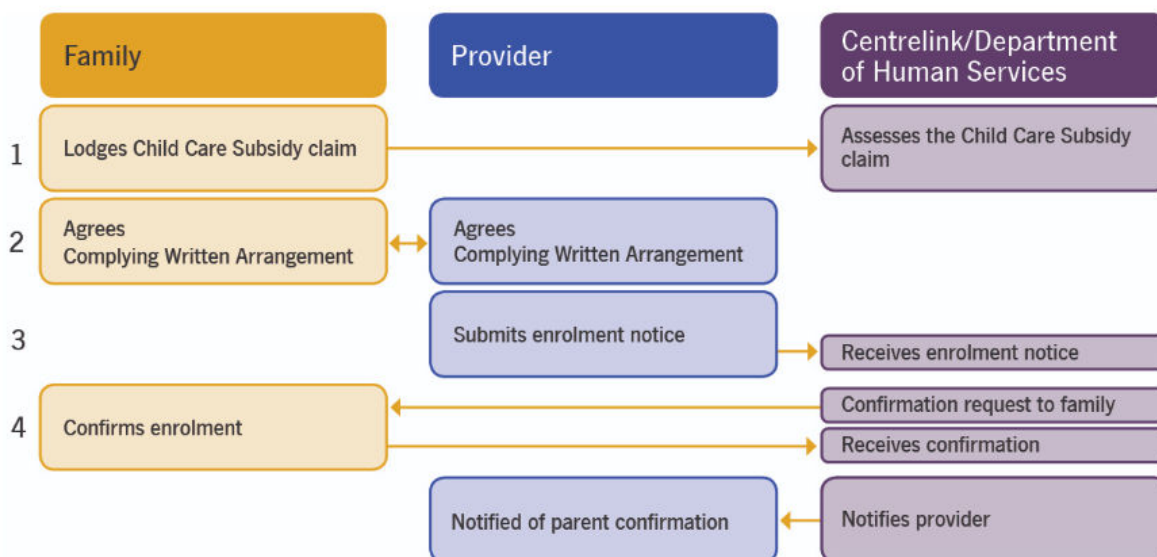 Family
Provider
Centrelink/Department
of Human Services
1
Lodges Child Care Subsidy claim
Assesses the Child Care Subsidy
claim
2
Agrees
Complying Written Arrangement
Agrees
Complying Written Arrangement
3
Submits enrolment notice
Receives enrolment notice
4
Confirms enrolment
Confirmation request to family
Receives confirmation
Notified of parent confirmation
Notifies provider